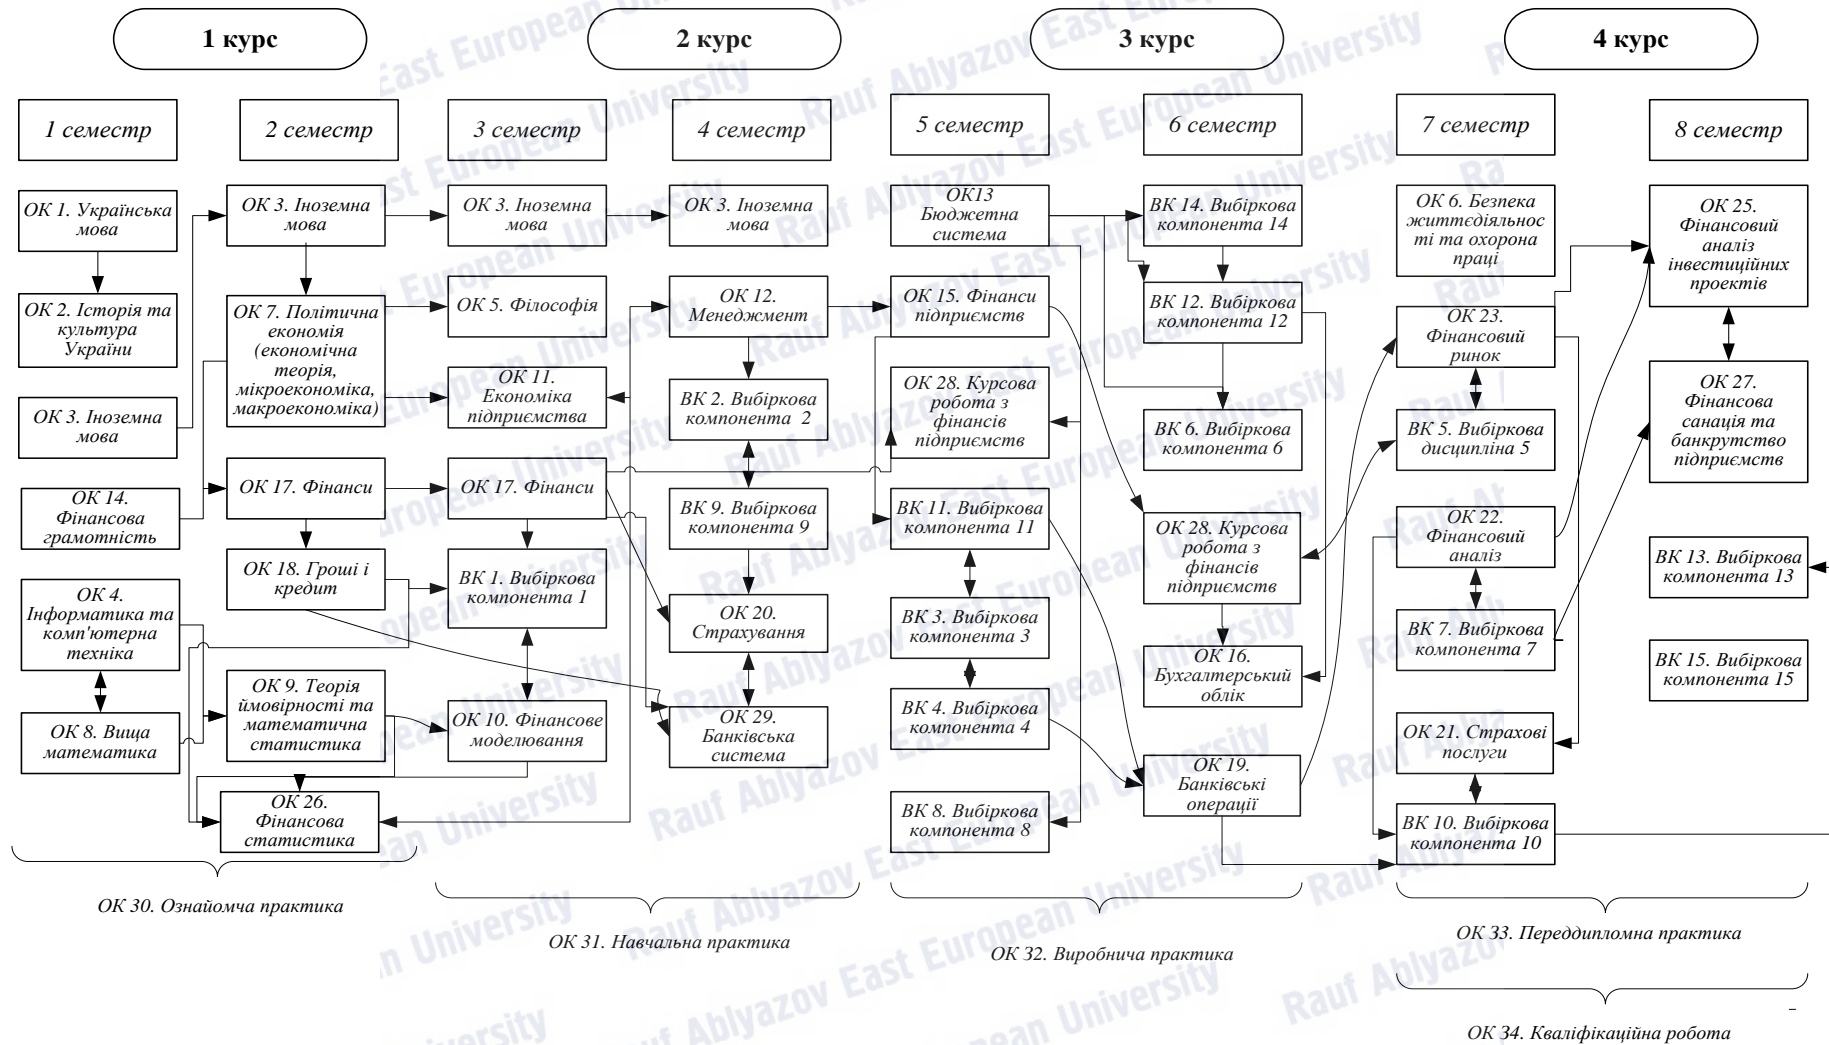 1 курс
2 курс
3 курс
4 курс
1 семестр
2 семестр
3 семестр
4 семестр
5 семестр
6 семестр
7 семестр
8 семестр
ОК 1. Українська
мова
ОК 2. Історія та
культура
України
ОК 3. Іноземна
мова
ОК 14.
Фінансова
грамотність
ОК 4.
Інформатика та
комп'ютерна
техніка
ОК 8. Вища
математика
ОК 3. Іноземна
мова
ОК 7. Політична
економія
(економічна
теорія,
мікроекономіка,
макроекономіка)
ОК 17. Фінанси
ОК 18. Гроші і
кредит
ОК 9. Теорія
ймовірності та
математична
статистика
ОК 26.
Фінансова
статистика
ОК 3. Іноземна
мова
ОК 5. Філософія
ОК 11.
Економіка
підприємства
ОК 17. Фінанси
ВК 1. Вибіркова
компонента 1
ОК 10. Фінансове
моделювання
ОК 3. Іноземна
мова
ОК 12.
Менеджмент
ВК 2. Вибіркова
компонента 2
ВК 9. Вибіркова
компонента 9
ОК 20.
Страхування
ОК 29.
Банківська
система
ОК13
Бюджетна
система
ОК 15. Фінанси
підприємств
ОК 28. Курсова
робота з
фінансів
підприємств
ВК 11. Вибіркова
компонента 11
ВК 3. Вибіркова
компонента 3
ВК 4. Вибіркова
компонента 4
ВК 8. Вибіркова
компонента 8
ВК 14. Вибіркова
компонента 14
ВК 12. Вибіркова
компонента 12
ВК 6. Вибіркова
компонента 6
ОК 28. Курсова
робота з
фінансів
підприємств
ОК 16.
Бухгалтерський
облік
ОК 19.
Банківські
операції
ОК 6. Безпека
життєдіяльнос
ті та охорона
праці
ОК 23.
Фінансовий
ринок
ВК 5. Вибіркова
дисципліна 5
ОК 22.
Фінансовий
аналіз
ВК 7. Вибіркова
компонента 7
ОК 21. Страхові
послуги
ВК 10. Вибіркова
компонента 10
ОК 25.
Фінансовий
аналіз
інвестиційних
проектів
ОК 27.
Фінансова
санація та
банкрутство
підприємств
ВК 13. Вибіркова
компонента 13
ВК 15. Вибіркова
компонента 15
ОК 30. Ознайомча практика
ОК 31. Навчальна практика
ОК 32. Виробнича практика
ОК 33. Переддипломна практика
ОК 34. Кваліфікаційна робота
Rauf Ablyazov East European University